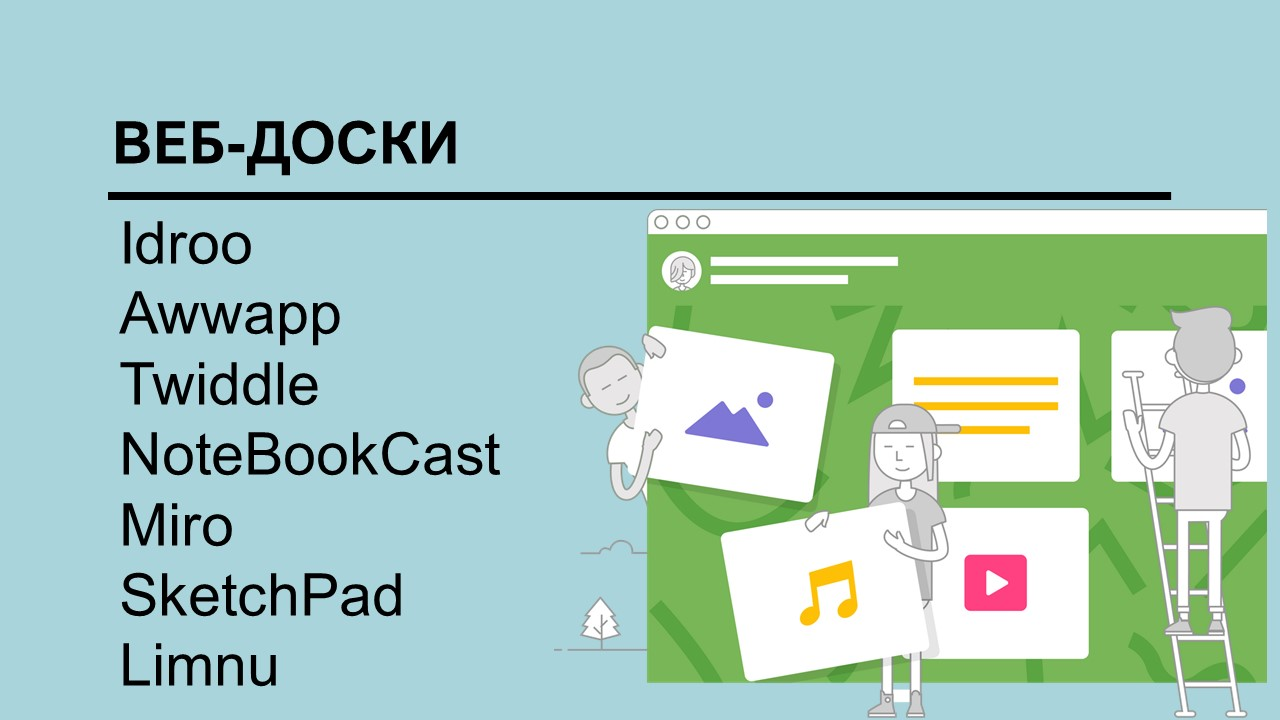 ВЕБ-ДОСКИ
Idroo
Awwapp
Twiddle
NoteBookCast
Miro
SketchPad
Limnu